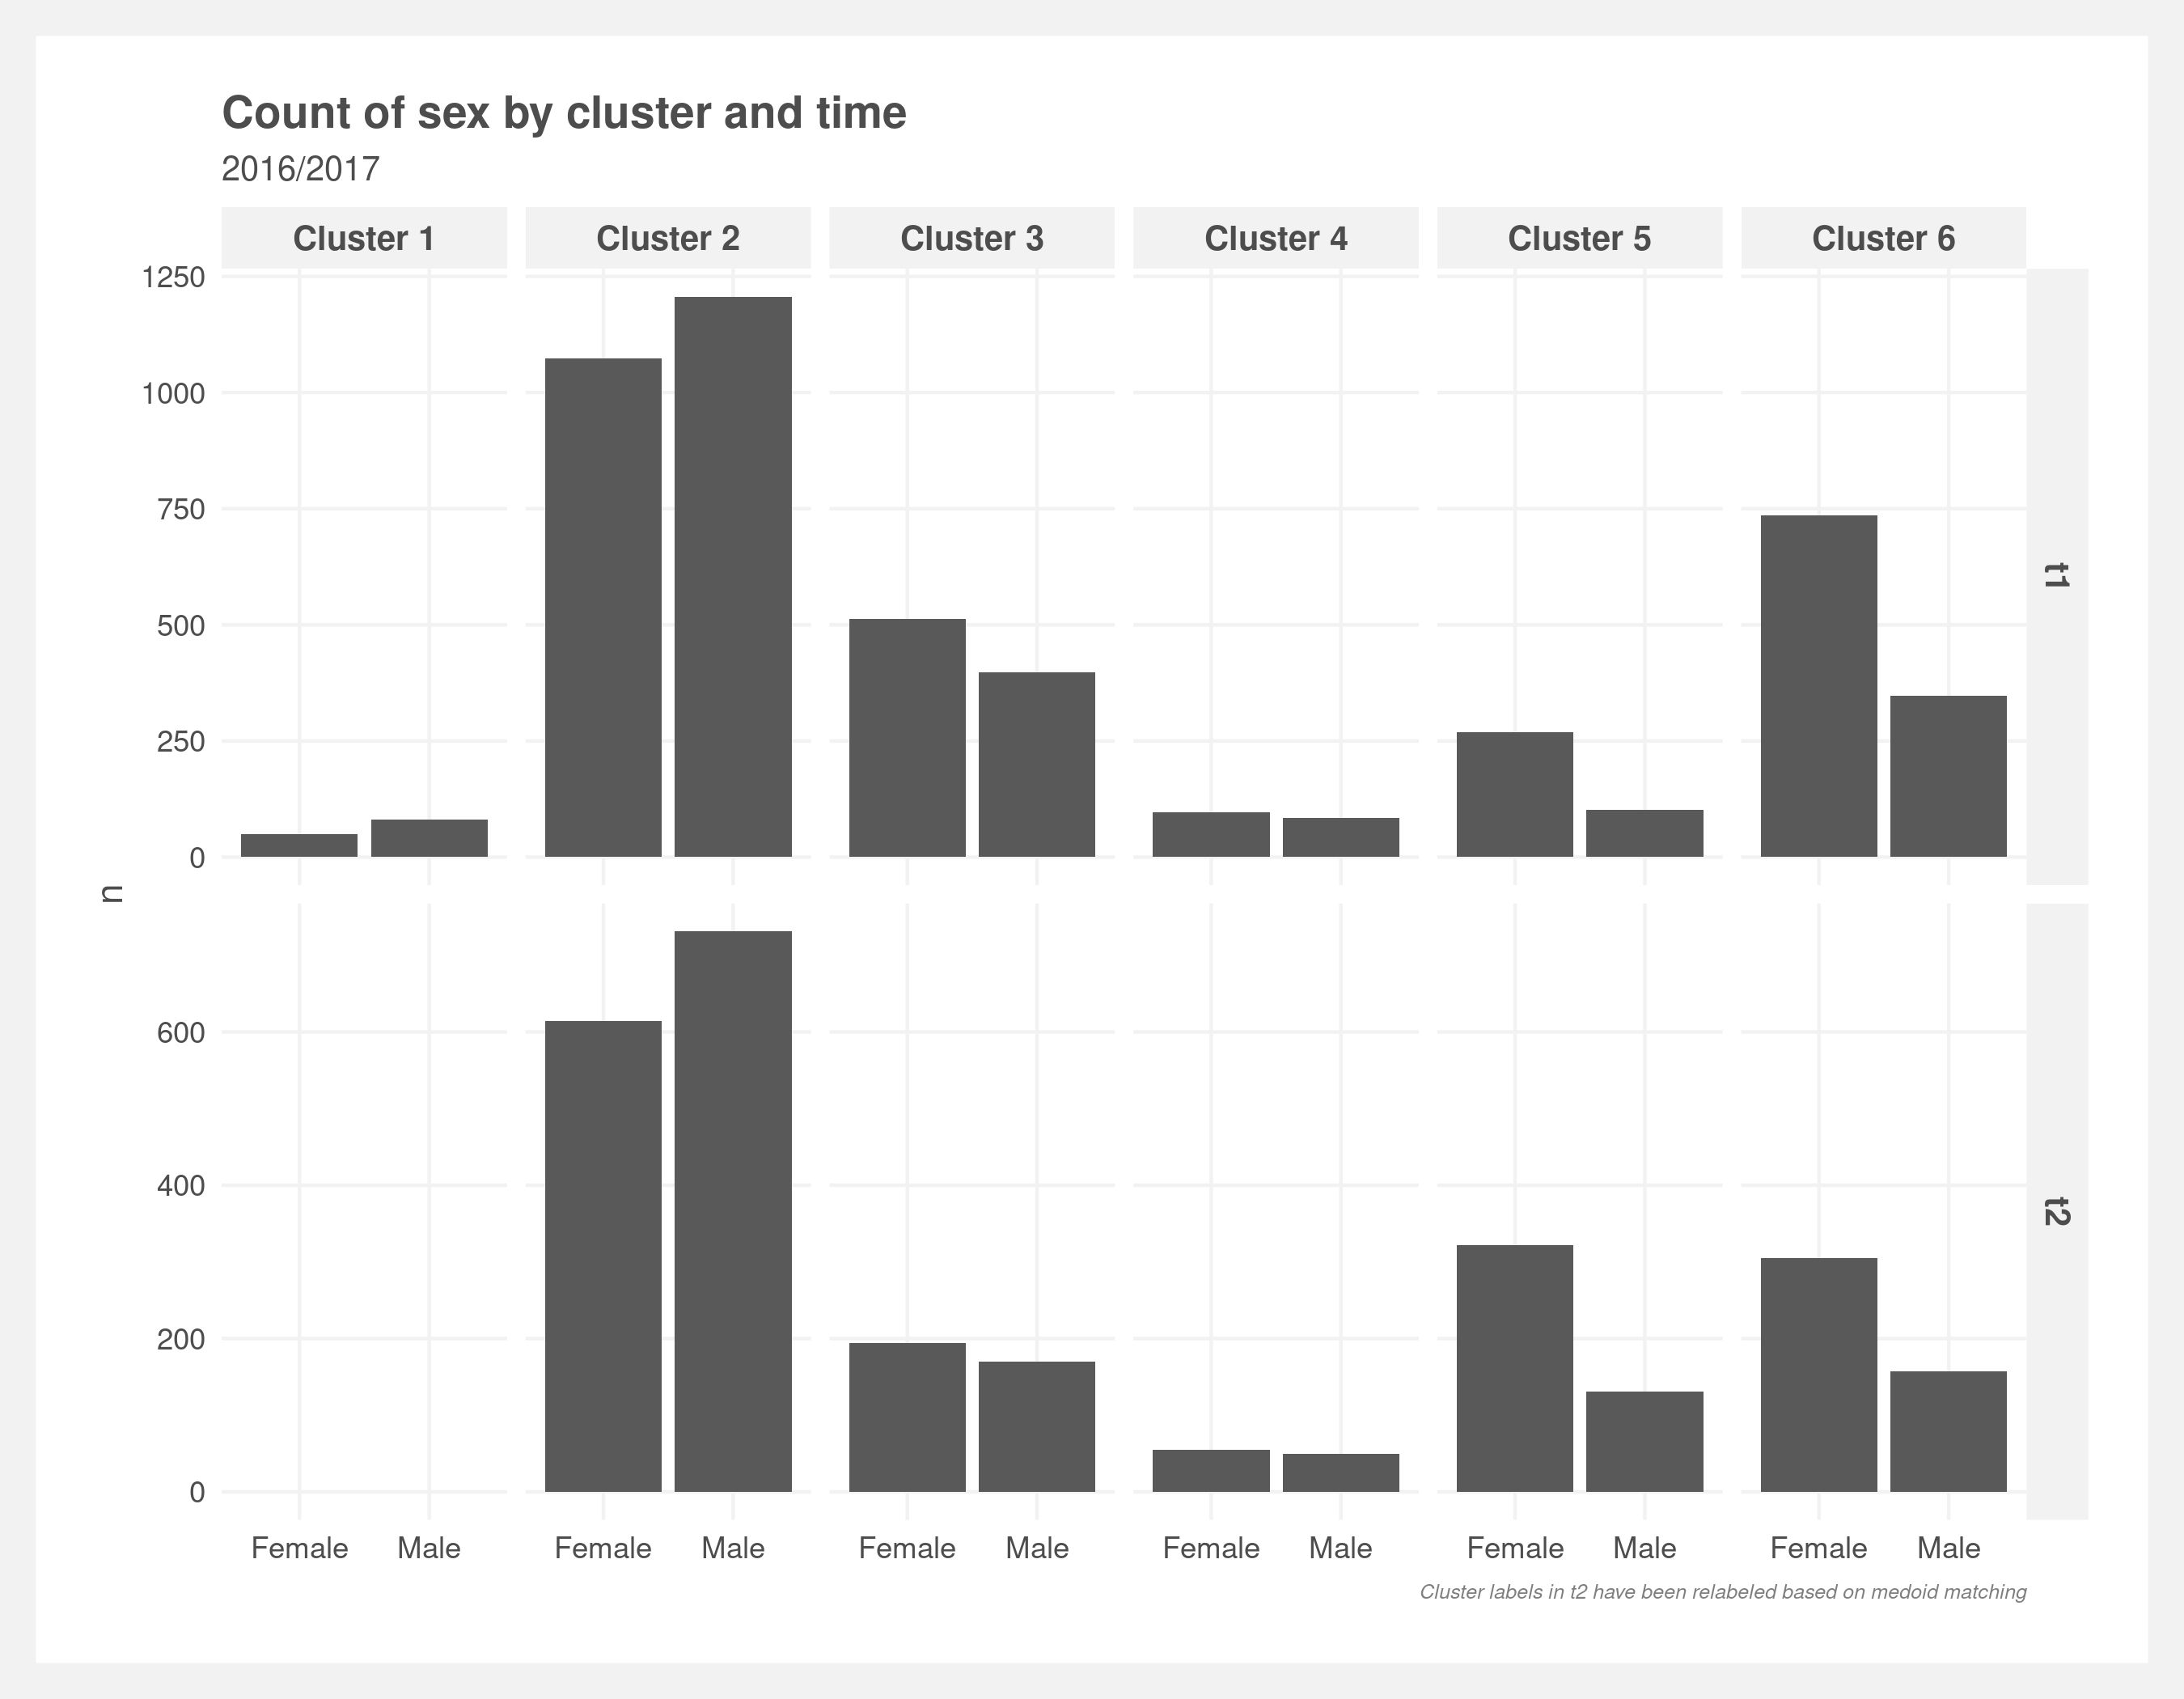 Count of sex by cluster and time
2016/2017
Cluster 1 Cluster 2 Cluster 3 Cluster 4 Cluster 5 Cluster 6
1250
1000
750
500
250
0
t1
n
600
400
200
0
t2
Female Male Female Male Female Male Female Male Female Male Female Male
Cluster labels in t2 have been relabeled based on medoid matching